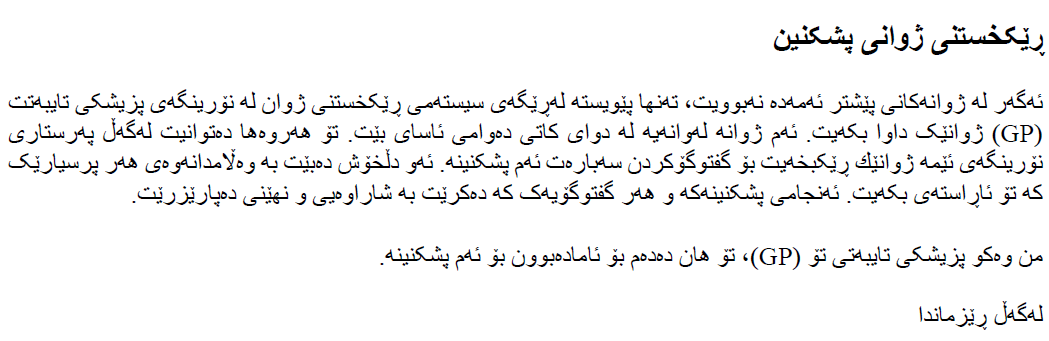 ڕێکخستنی ژوانی پشکنین
ئەگەر لە ژوانەکانی پێشتر ئەمەدە نەبوویت، تەنها پێویستە لەڕێگەی سیستەمی ڕێکخستنی ژوان لە نۆڕینگەی پزیشکی تایبەتت
(GP) ژوانێک داوا بکەیت. ئەم ژوانە لەوانەیە لە دوای کاتی دەوامی ئاسای بێت. تۆ هەروەها دەتوانیت لەگەڵ پەرستاری
نۆرینگەی ئێمە ژوانێك ڕێکبخەیت بۆ گفتوگۆکردن سەبارەت ئەم پشکنینە. ئەو دڵخۆش دەبێت بە وەڵامدانەوەی هەر پرسیارێک
کە تۆ ئاڕاستەی بکەیت. ئەنجامی پشکنینەکە و هەر گفتوگۆیەک کە دەکرێت بە شاراوەیی و نهێنی دەپارێزرێت.
من وەکو پزیشکی تایبەتی تۆ (GP)، تۆ هان دەدەم بۆ ئامادەبوون بۆ ئەم پشکنینە.
لەگەڵ ڕێزماندا